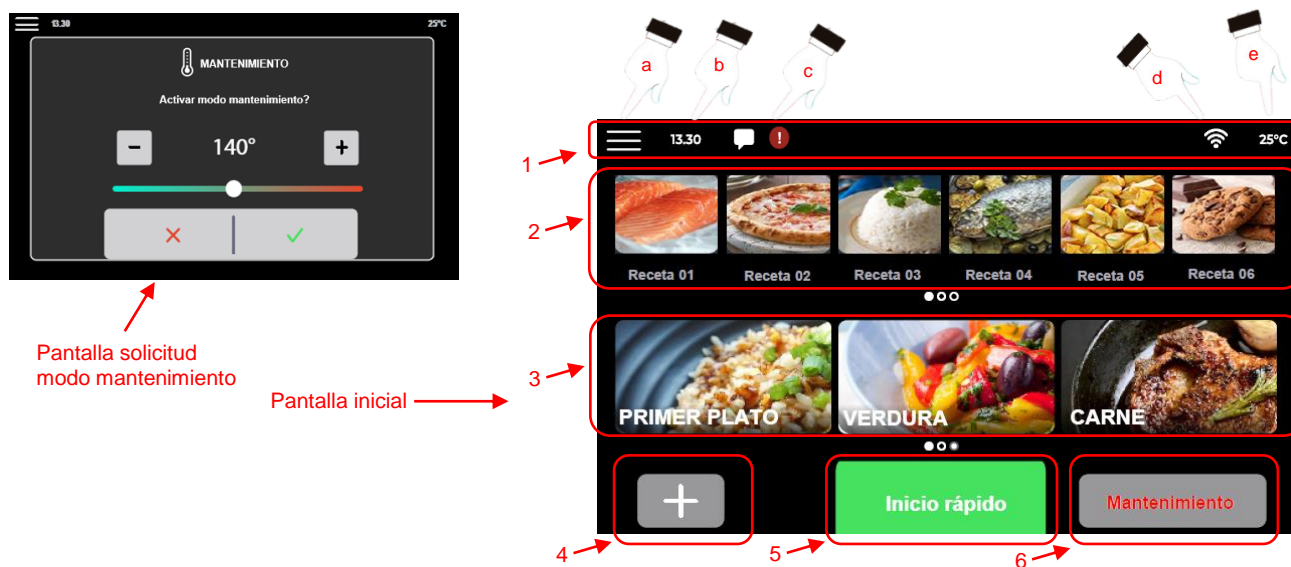 13.30
25°C
MANTENIMIENTO
Activar modo mantenimiento?
- 140° +
Pantalla solicitud
modo mantenimiento
Pantalla inicial
a b c d e
1
13.30 ! 25°C
2
Receta 01 Receta 02 Receta 03 Receta 04 Receta 05 Receta 06
3
PRIMER PLATO VERDURA CARNE
+ Inicio rápido Mantenimiento
4 5 6